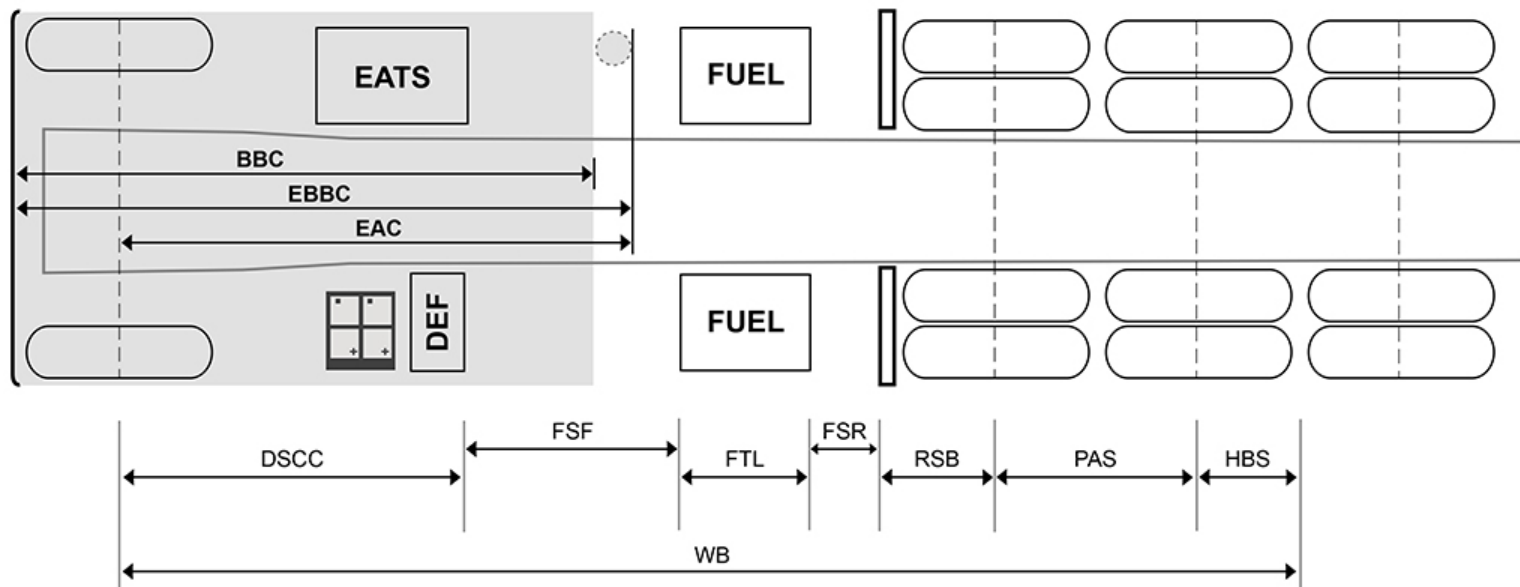 EATS
FUEL
BBC
EBBC
EAC
DEF
FUEL
FSF
FSR
DSCC
FTL
RSB
PAS
HBS
WB